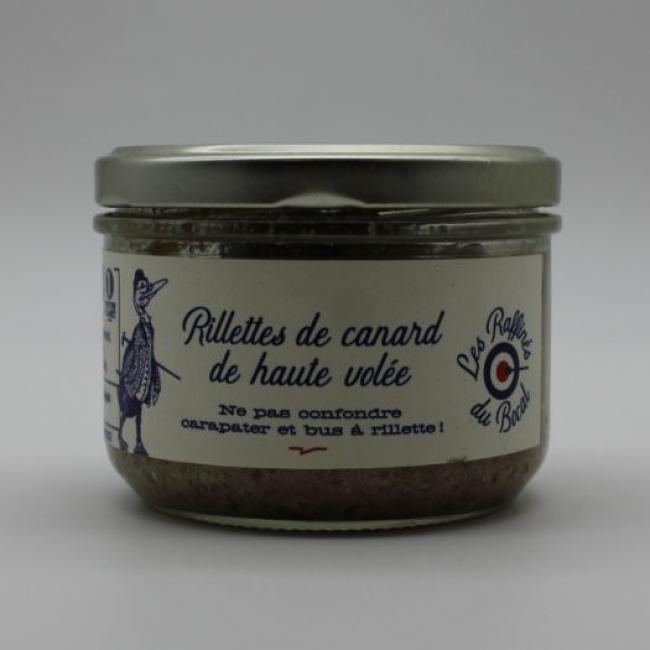 Rillettes de canard
de haute volée
Ne pas confondre
carapater et bus à rillette !
Les Raffinés
du Bocal